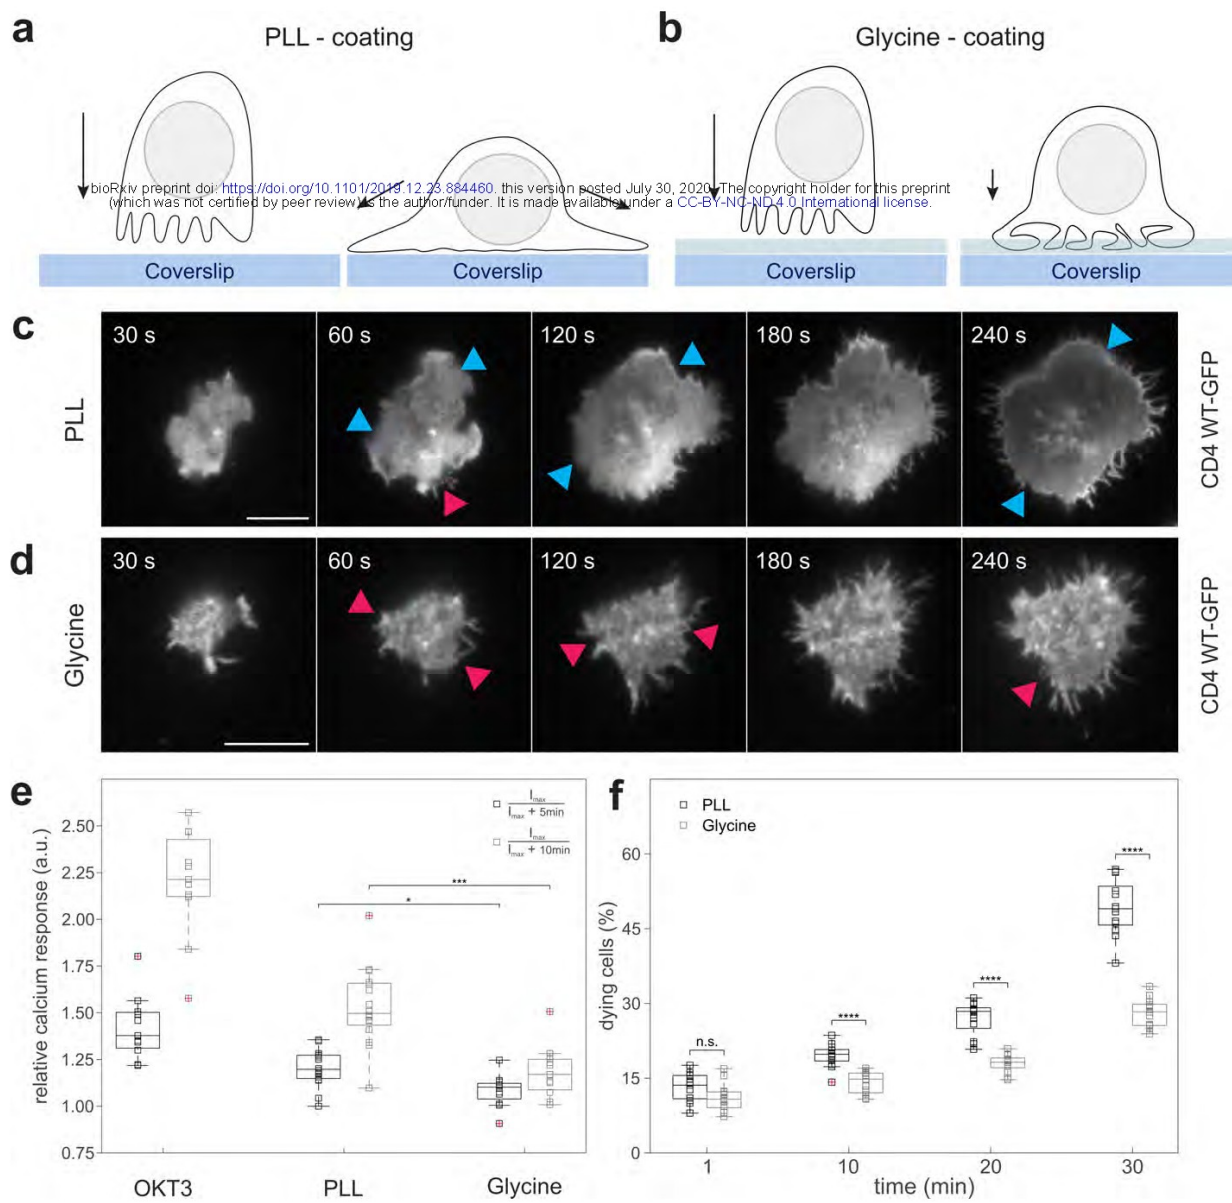 a
PLL - coating
b
Glycine - coating
bioRxiv preprint doi: https://doi.org/10.1101/2019.12.23.884460. this version posted July 30, 2020. The copyright holder for this preprint
(which was not certified by peer review) is the author/funder. It is made available under a CC-BY-NC-ND 4.0 International license.
Coverslip
Coverslip
Coverslip
Coverslip
c
PLL
30 s
60 s
120 s
180 s
240 s
CD4 WT-GFP
d
Glycine
30 s
60 s
120 s
180 s
240 s
CD4 WT-GFP
e
relative calcium response (a.u.)
2.50
2.25
2.00
1.75
1.50
1.25
1.00
0.75
Imax
Imax + 5min
Imax
Imax + 10min
*
***
OKT3
PLL
Glycine
f
PLL
Glycine
dying cells (%)
60
45
30
15
0
n.s.
****
****
****
1
10
20
30
time (min)